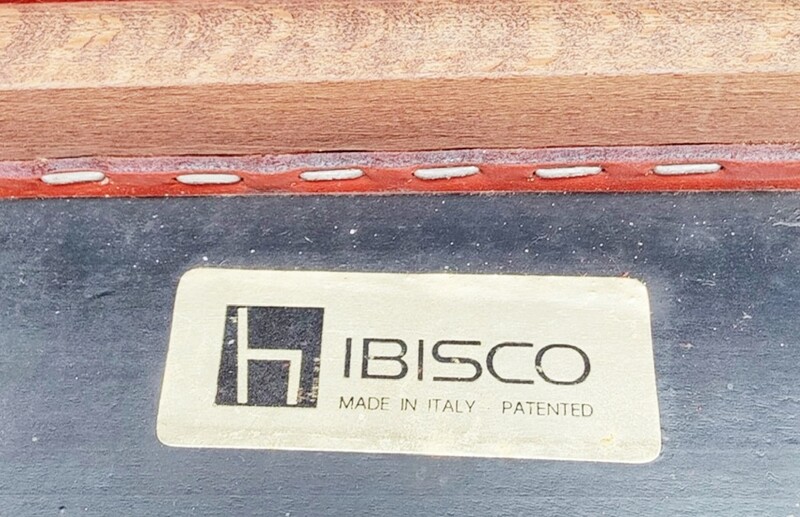 IBISCO
MADE IN ITALY PATENTED